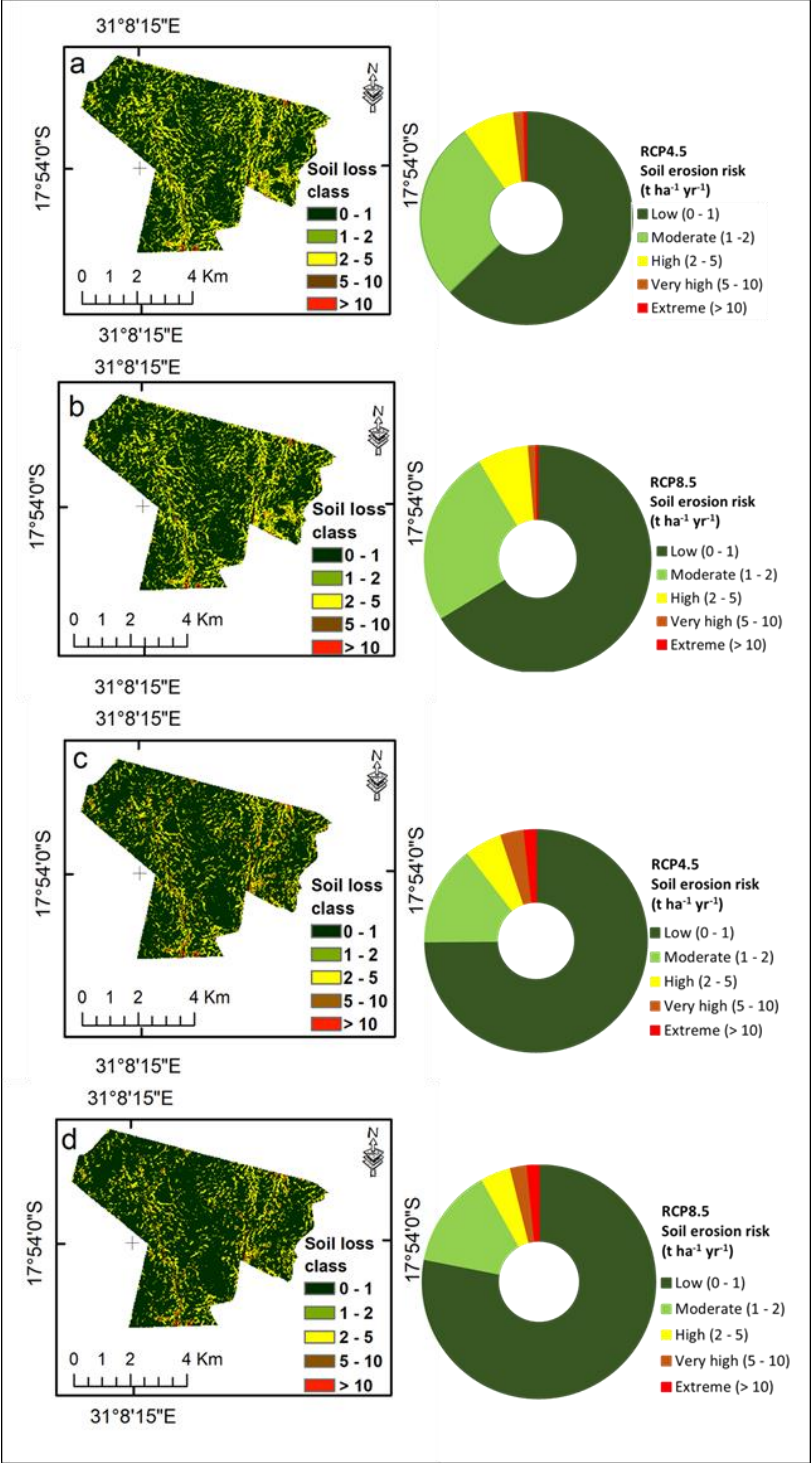 31°8'15"E
a
N
17°54'0"S
Soil loss
class
0 - 1
1 - 2
2 - 5
5 - 10
> 10
0 2 4 Km
31°8'15"E
17°54'0"S
RCP4.5
Soil erosion risk
(t ha⁻¹ yr⁻¹)
Low (0 - 1)
Moderate (1 -2)
High (2 - 5)
Very high (5 - 10)
Extreme (> 10)
31°8'15"E
b
N
17°54'0"S
Soil loss
class
0 - 1
1 - 2
2 - 5
5 - 10
> 10
0 2 4 Km
31°8'15"E
17°54'0"S
RCP8.5
Soil erosion risk
(t ha⁻¹ yr⁻¹)
Low (0 - 1)
Moderate (1 - 2)
High (2 - 5)
Very high (5 - 10)
Extreme (> 10)
31°8'15"E
c
N
17°54'0"S
Soil loss
class
0 - 1
1 - 2
2 - 5
5 - 10
> 10
0 2 4 Km
31°8'15"E
17°54'0"S
RCP4.5
Soil erosion risk
(t ha⁻¹ yr⁻¹)
Low (0 - 1)
Moderate (1 - 2)
High (2 - 5)
Very high (5 - 10)
Extreme (> 10)
31°8'15"E
d
N
17°54'0"S
Soil loss
class
0 - 1
1 - 2
2 - 5
5 - 10
> 10
0 2 4 Km
31°8'15"E
17°54'0"S
RCP8.5
Soil erosion risk
(t ha⁻¹ yr⁻¹)
Low (0 - 1)
Moderate (1 - 2)
High (2 - 5)
Very high (5 - 10)
Extreme (> 10)